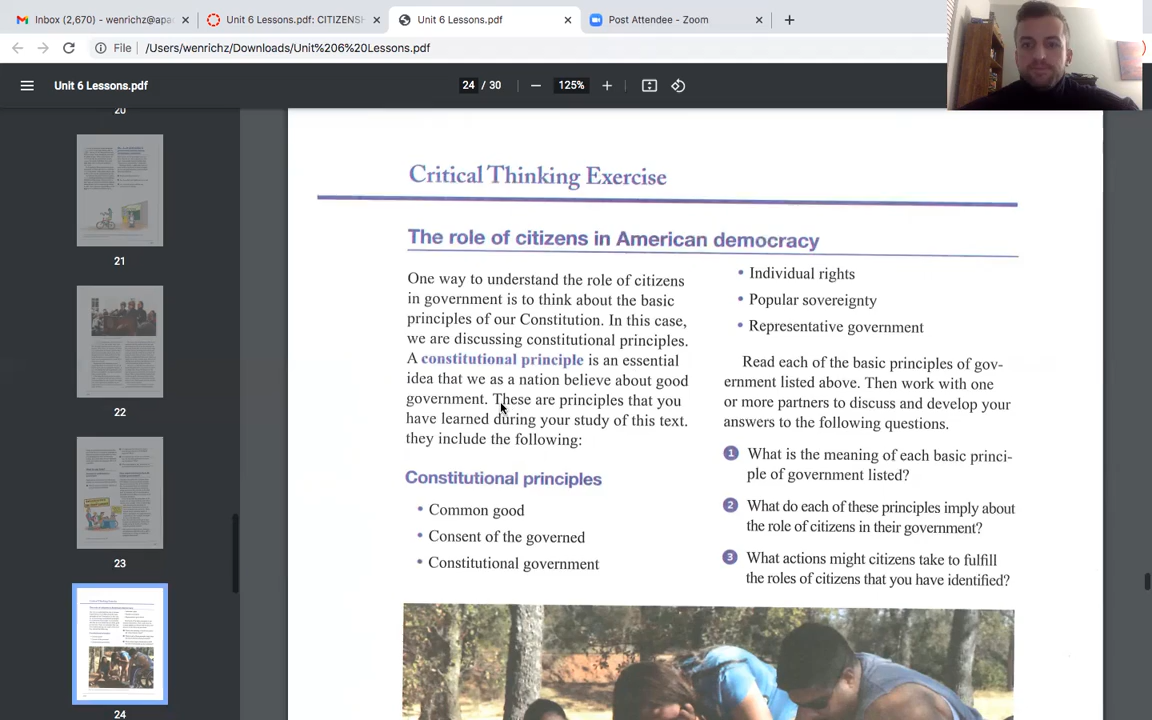 Inbox (2,670) - wenrichz@apa
Unit 6 Lessons.pdf: CITIZENSH
Unit 6 Lessons.pdf
Post Attendee - Zoom
File
/Users/wenrichz/Downloads/Unit%206%20Lessons.pdf
Unit 6 Lessons.pdf
24 / 30
125%
20
21
22
23
24
Critical Thinking Exercise
The role of citizens in American democracy
One way to understand the role of citizens
in government is to think about the basic
principles of our Constitution. In this case,
we are discussing constitutional principles.
A constitutional principle is an essential
idea that we as a nation believe about good
government. These are principles that you
have learned during your study of this text.
they include the following:
Constitutional principles
• Common good
• Consent of the governed
• Constitutional government
• Individual rights
• Popular sovereignty
• Representative government
Read each of the basic principles of gov-
ernment listed above. Then work with one
or more partners to discuss and develop your
answers to the following questions.
1 What is the meaning of each basic princi-
ple of government listed?
2 What do each of these principles imply about
the role of citizens in their government?
3 What actions might citizens take to fulfill
the roles of citizens that you have identified?